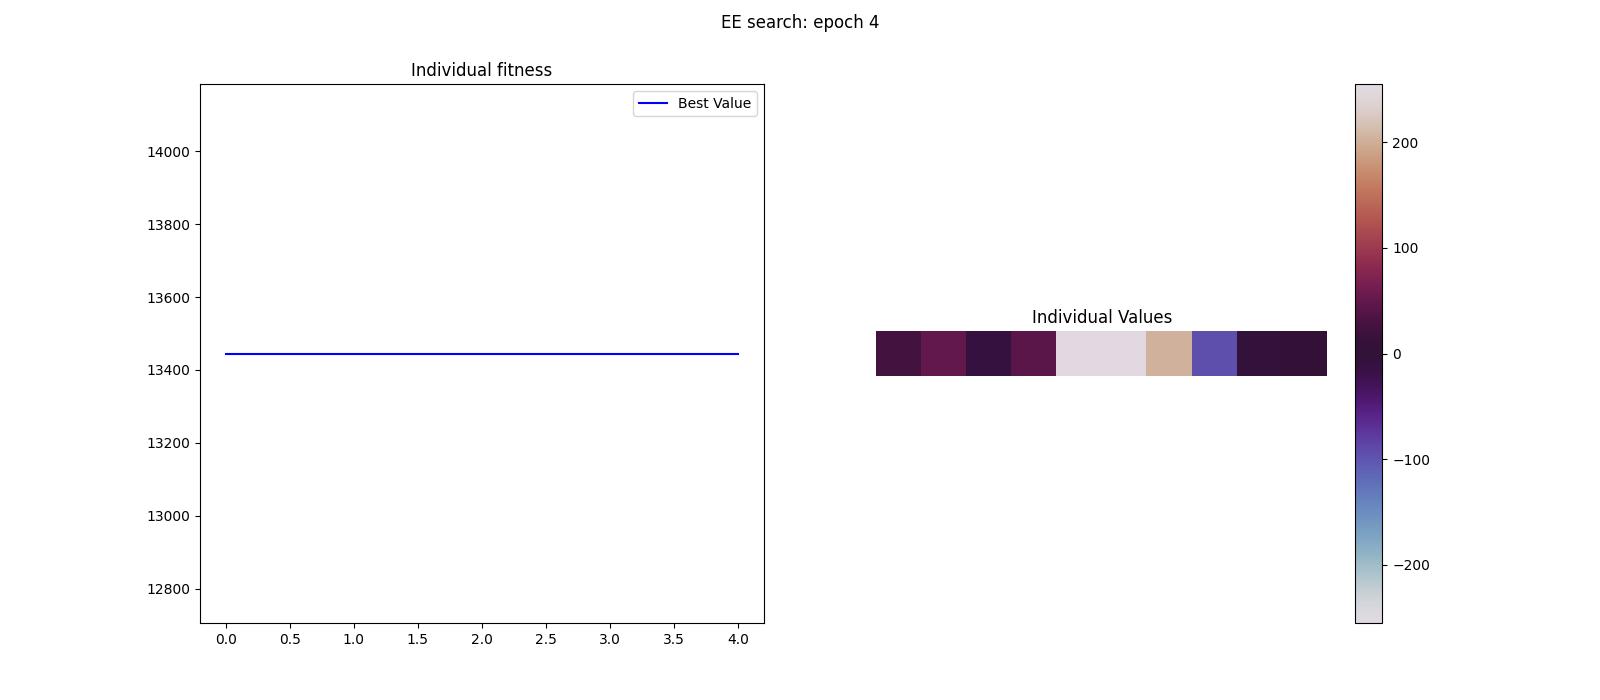 EE search: epoch 4
Individual fitness
Best Value
14000
13800
13600
13400
13200
13000
12800
0.0 0.5 1.0 1.5 2.0 2.5 3.0 3.5 4.0
Individual Values
200
100
0
−100
−200